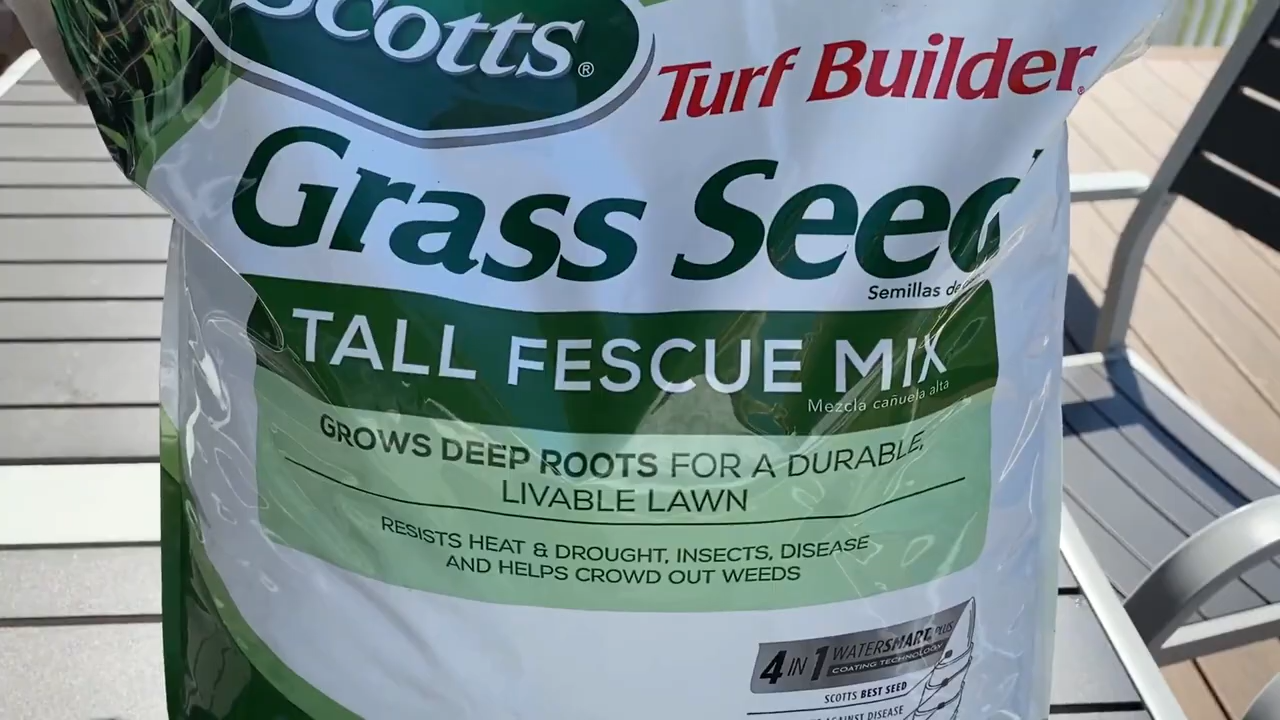 Scotts®
Turf Builder®
Grass Seed
Semillas de
TALL FESCUE MIX
Mezcla cañuela alta
GROWS DEEP ROOTS FOR A DURABLE,
LIVABLE LAWN
RESISTS HEAT & DROUGHT, INSECTS, DISEASE
AND HELPS CROWD OUT WEEDS
4 IN 1 WATERSMART PLUS
COATING TECHNOLOGY
SCOTTS BEST SEED
AGAINST DISEASE